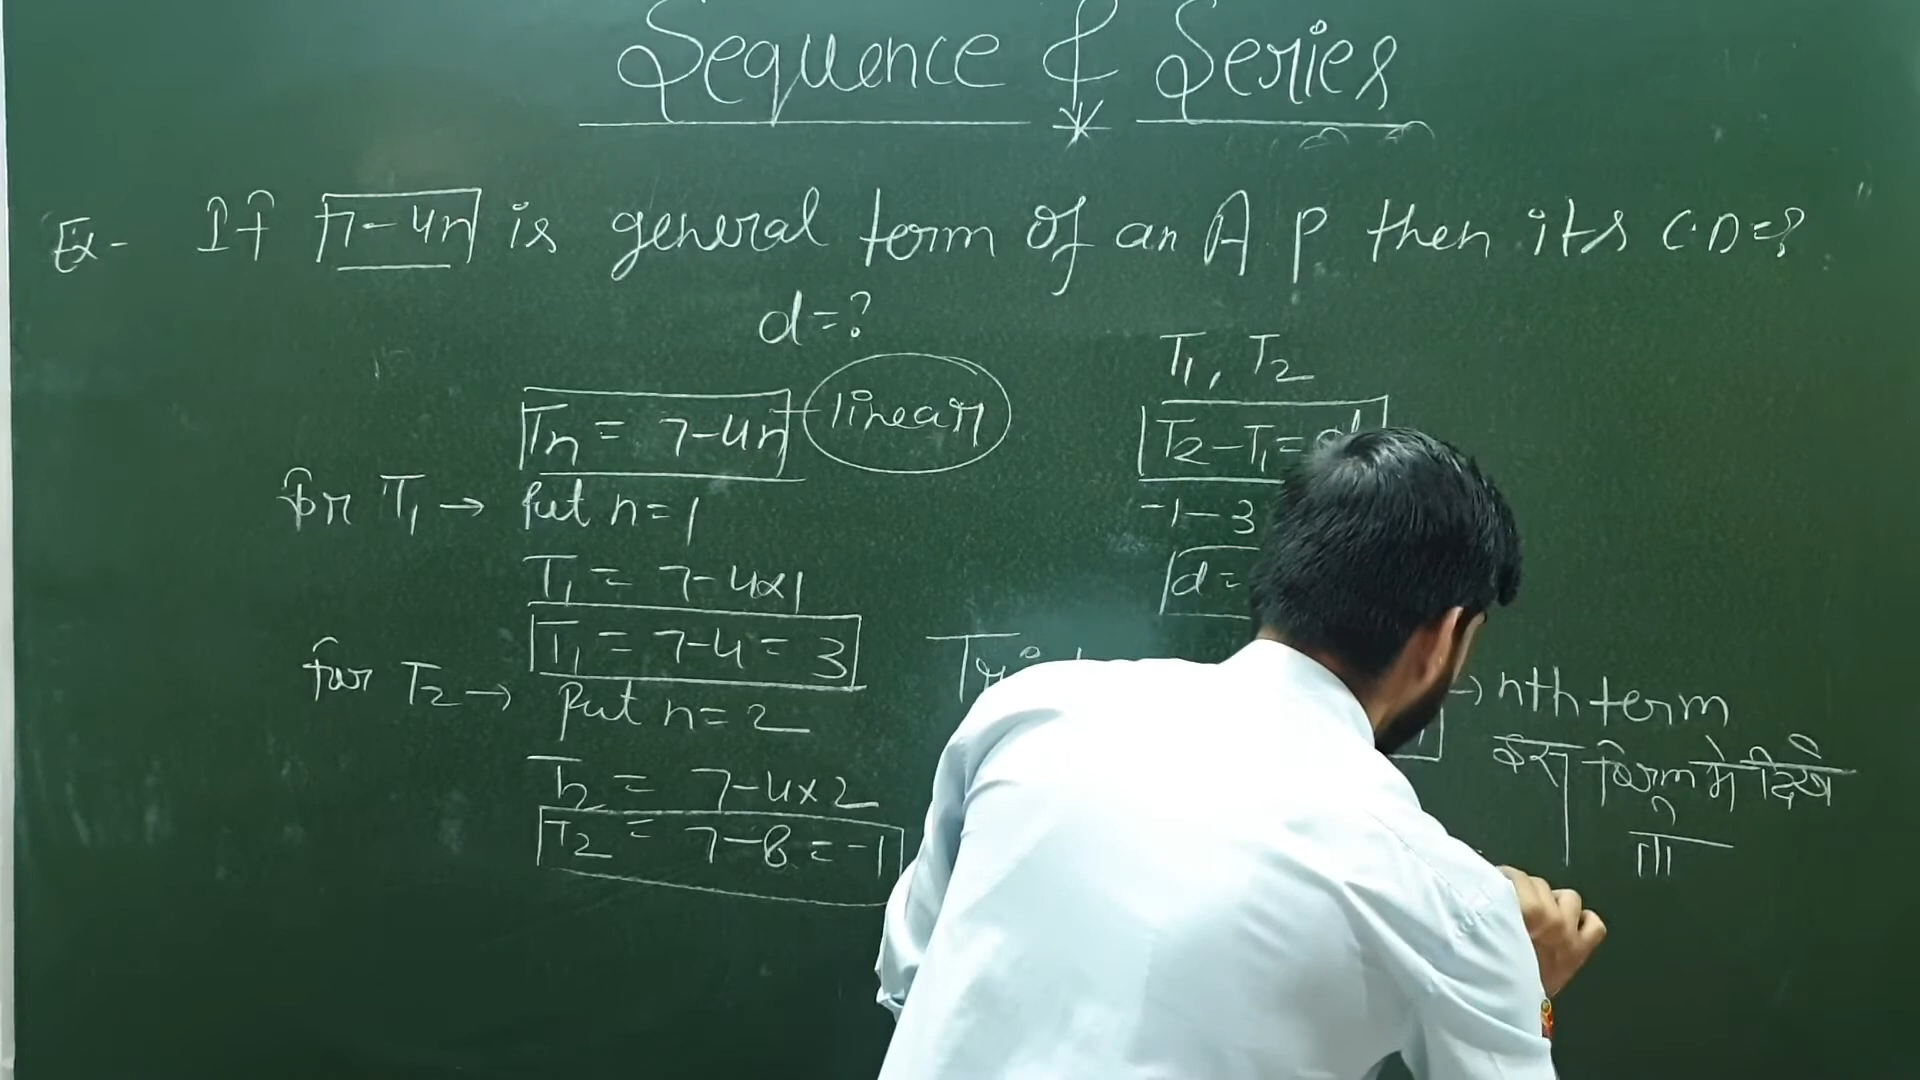 Sequence & Series
Ex- If 7-4n is general term of an A P then its C.D=?
d=?
Tn = 7-4n linear
for T1 → Put n=1
T1 = 7-4×1
T1 = 7-4 = 3
for T2 → Put n=2
T2 = 7-4×2
T2 = 7-8 = -1
T1, T2
T2-T1=
-1-3
d=
→ nth term
form में